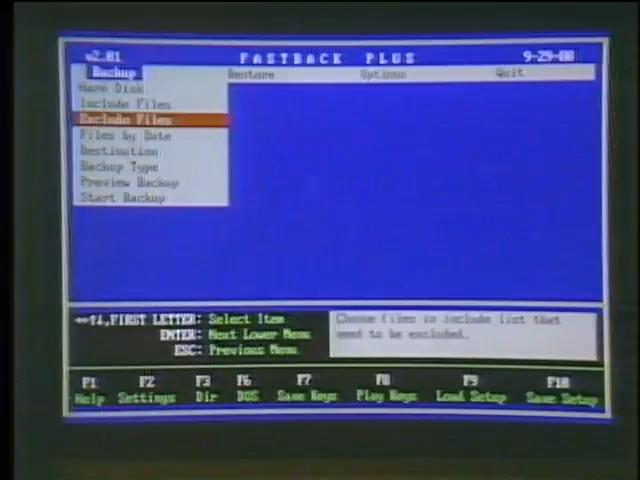 v2.01 FASTBACK PLUS 9-29-88
Backup Restore Options Quit
Hard Disk
Include Files
Exclude Files
Files by Date
Destination
Backup Type
Preview Backup
Start Backup
←→↑↓,FIRST LETTER: Select Item
ENTER: Next Lower Menu
ESC: Previous Menu
Choose files in include list that
need to be excluded.
F1 F2 F3 F6 F7 F8 F9 F10
Help Settings Dir DOS Save Keys Play Keys Load Setup Save Setup